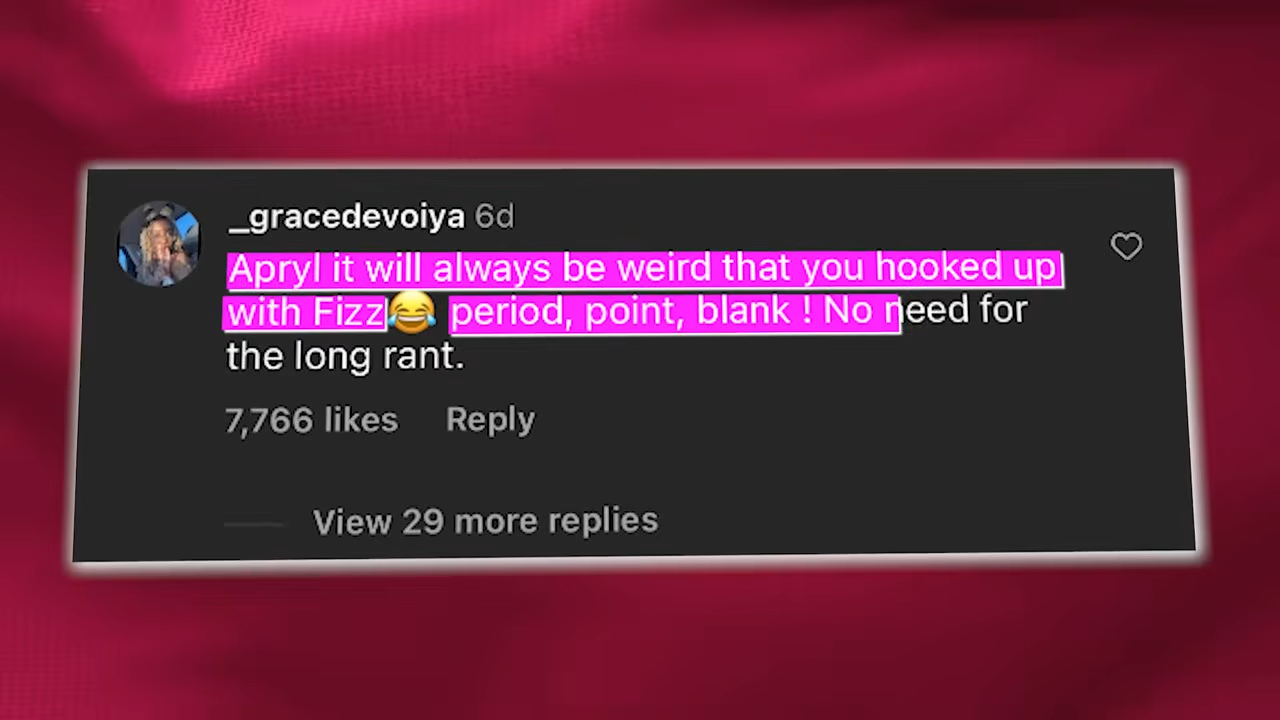 _gracedevoiya 6d
Apryl it will always be weird that you hooked up
with Fizz😂 period, point, blank ! No need for
the long rant.
7,766 likes Reply
View 29 more replies